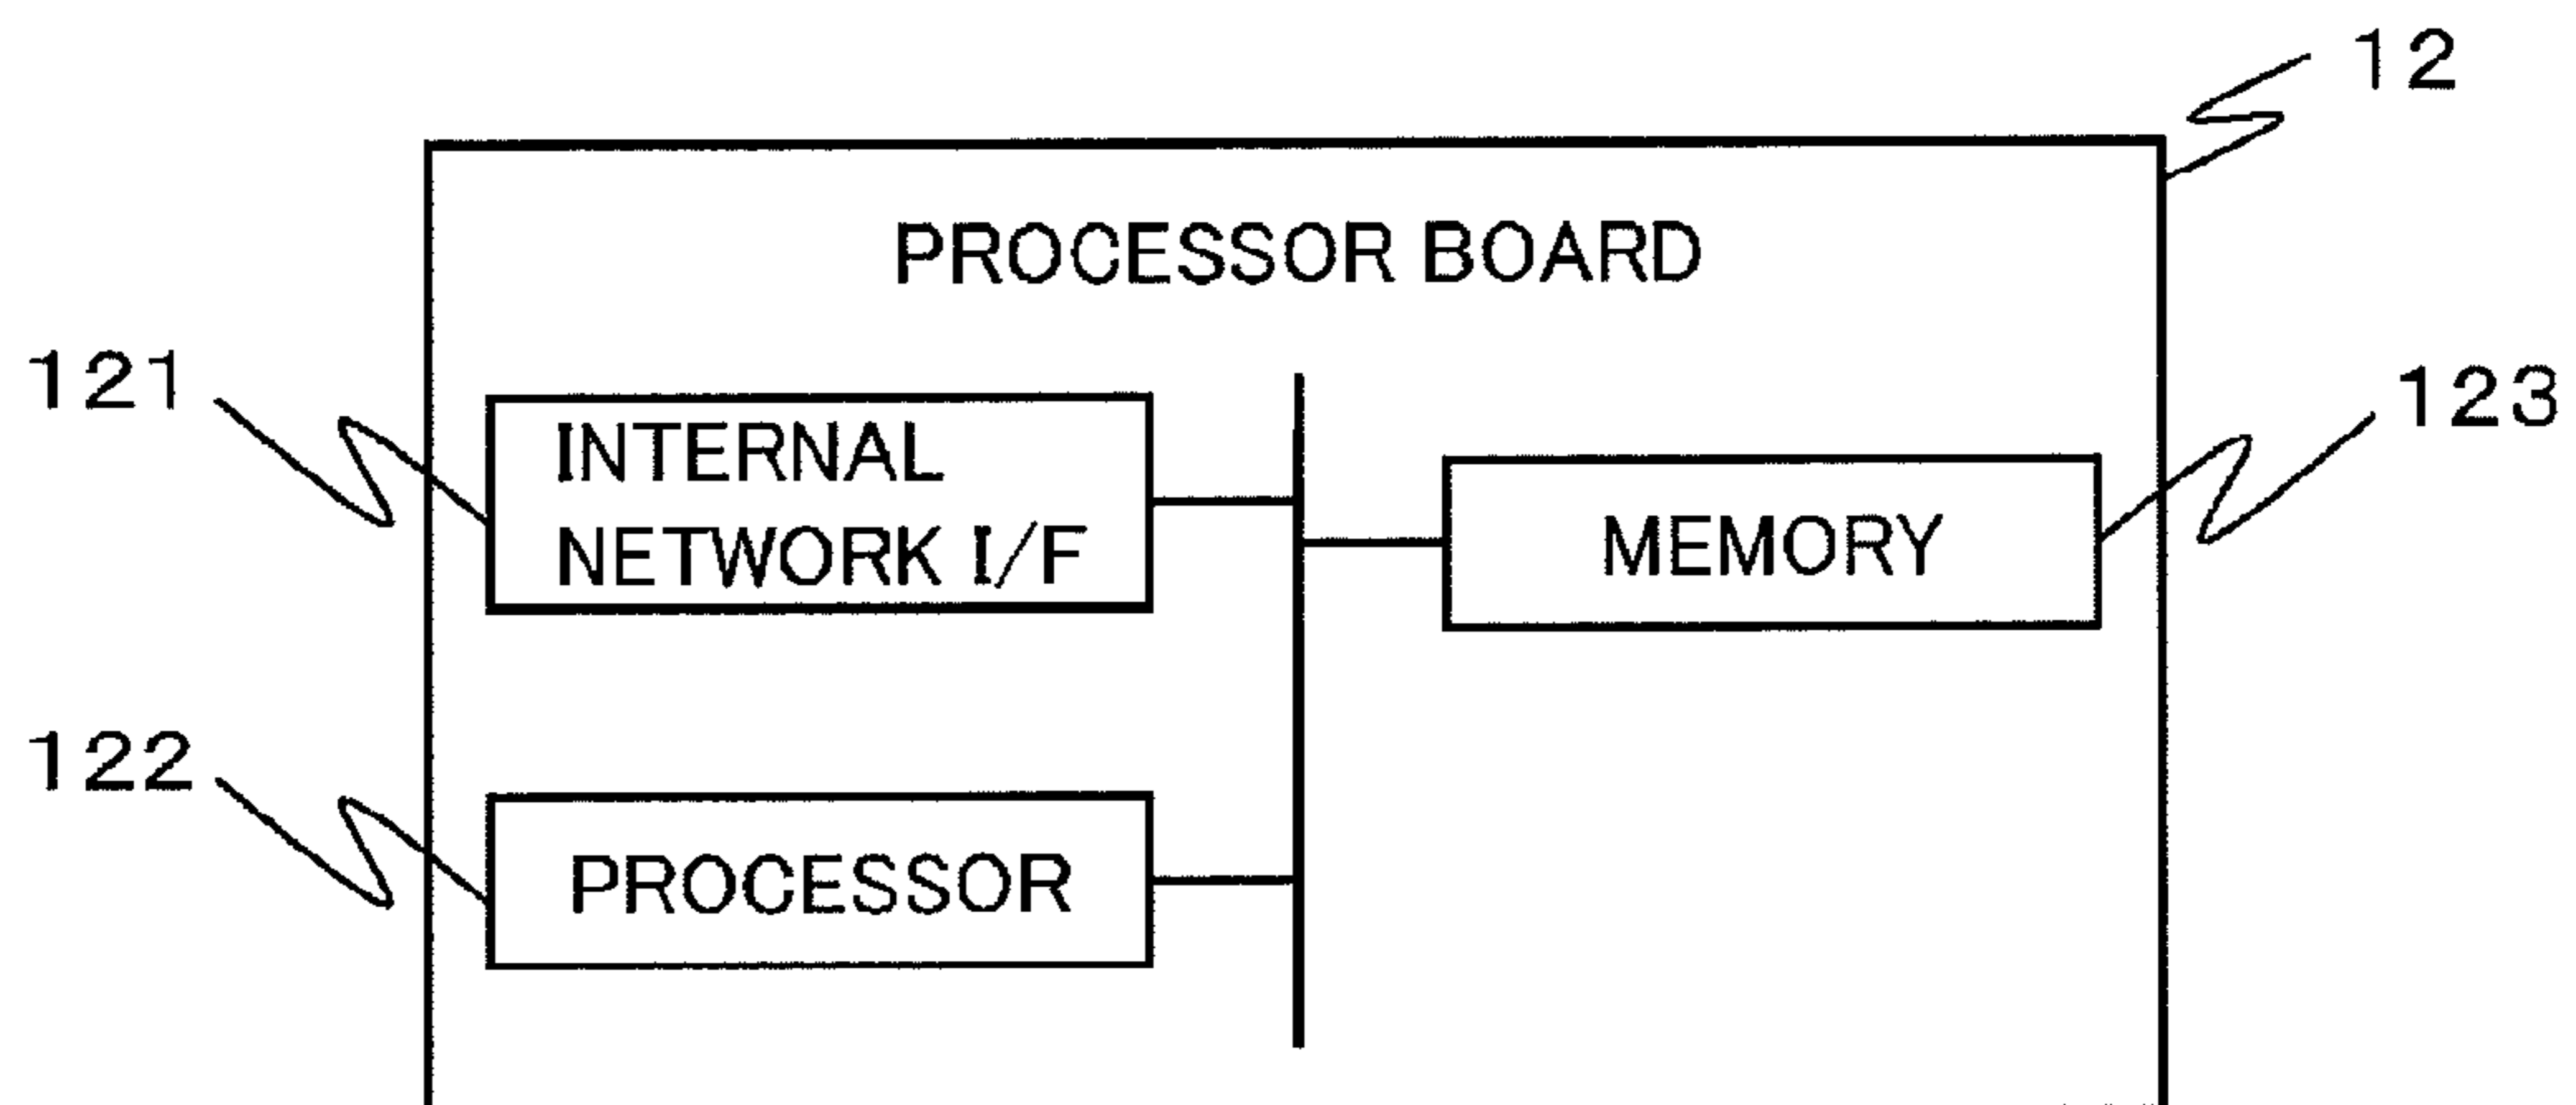 12
PROCESSOR BOARD
121
INTERNAL
NETWORK I/F
123
MEMORY
122
PROCESSOR